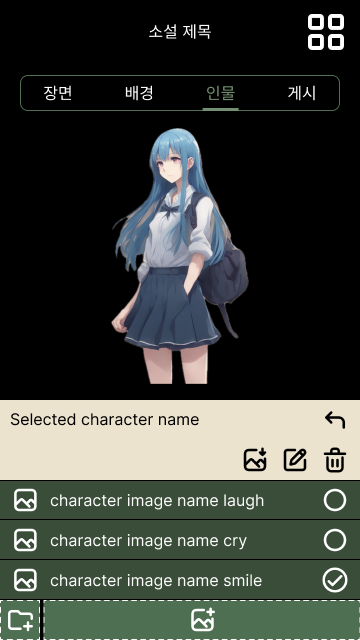 소설 제목
장면 배경 인물 게시
Selected character name
character image name laugh
character image name cry
character image name smile